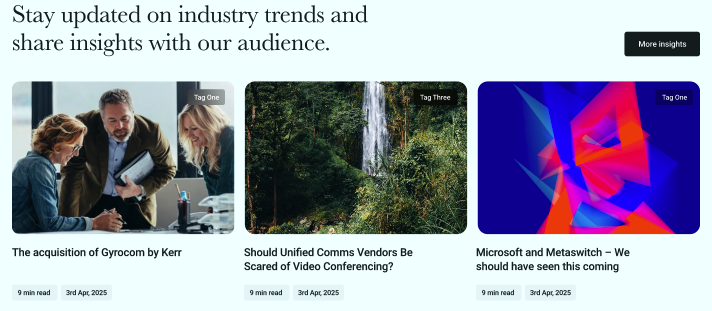 Stay updated on industry trends and
share insights with our audience.
More insights
Tag One
Tag Three
Tag One
The acquisition of Gyrocom by Kerr
Should Unified Comms Vendors Be
Scared of Video Conferencing?
Microsoft and Metaswitch – We
should have seen this coming
9 min read
3rd Apr, 2025
9 min read
3rd Apr, 2025
9 min read
3rd Apr, 2025